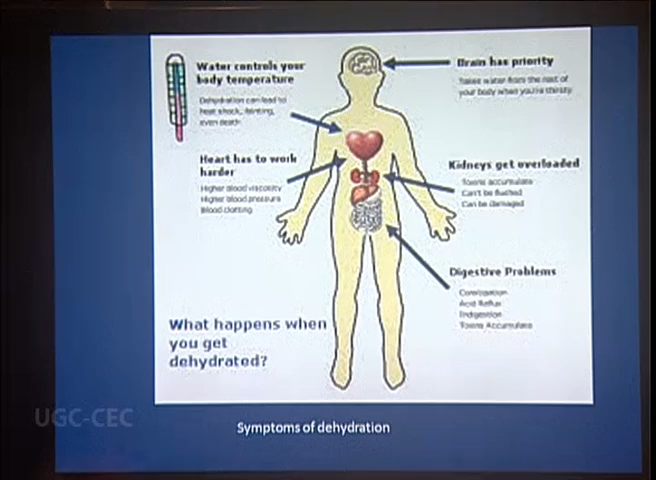 Water controls your
body temperature
Dehydration can lead to
heat shock, fainting,
even death
Heart has to work
harder
Higher blood viscosity
Higher blood pressure
Blood clotting
What happens when
you get
dehydrated?
Brain has priority
Takes water from the rest of
your body when you're thirsty
Kidneys get overloaded
Toxins accumulate
Can't be flushed
Can be damaged
Digestive Problems
Constipation
Acid Reflux
Indigestion
Toxins Accumulate
UGC-CEC
Symptoms of dehydration